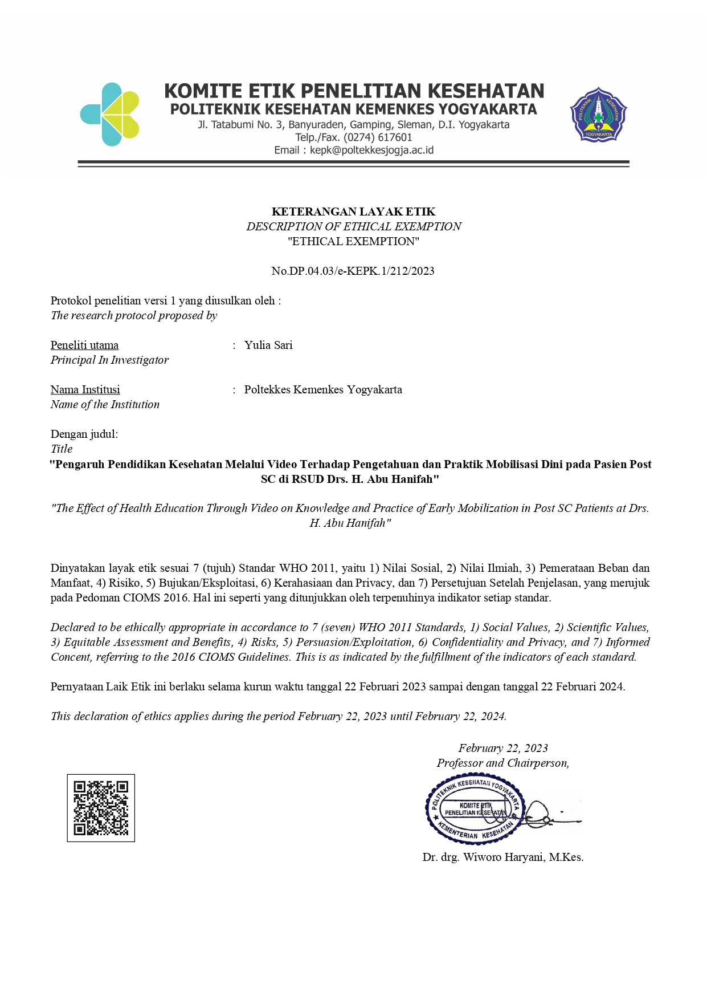 KOMITE ETIK PENELITIAN KESEHATAN
POLITEKNIK KESEHATAN KEMENKES YOGYAKARTA
Jl. Tatabumi No. 3, Banyuraden, Gamping, Sleman, D.I. Yogyakarta
Telp./Fax. (0274) 617601
Email : kepk@poltekkesjogja.ac.id
POLITEKNIK KESEHATAN
YOGYAKARTA
KETERANGAN LAYAK ETIK
DESCRIPTION OF ETHICAL EXEMPTION
"ETHICAL EXEMPTION"
No.DP.04.03/e-KEPK.1/212/2023
Protokol penelitian versi 1 yang diusulkan oleh :
The research protocol proposed by
Peneliti utama : Yulia Sari
Principal In Investigator
Nama Institusi : Poltekkes Kemenkes Yogyakarta
Name of the Institution
Dengan judul:
Title
"Pengaruh Pendidikan Kesehatan Melalui Video Terhadap Pengetahuan dan Praktik Mobilisasi Dini pada Pasien Post
SC di RSUD Drs. H. Abu Hanifah"
"The Effect of Health Education Through Video on Knowledge and Practice of Early Mobilization in Post SC Patients at Drs.
H. Abu Hanifah"
Dinyatakan layak etik sesuai 7 (tujuh) Standar WHO 2011, yaitu 1) Nilai Sosial, 2) Nilai Ilmiah, 3) Pemerataan Beban dan
Manfaat, 4) Risiko, 5) Bujukan/Eksploitasi, 6) Kerahasiaan dan Privacy, dan 7) Persetujuan Setelah Penjelasan, yang merujuk
pada Pedoman CIOMS 2016. Hal ini seperti yang ditunjukkan oleh terpenuhinya indikator setiap standar.
Declared to be ethically appropriate in accordance to 7 (seven) WHO 2011 Standards, 1) Social Values, 2) Scientific Values,
3) Equitable Assessment and Benefits, 4) Risks, 5) Persuasion/Exploitation, 6) Confidentiality and Privacy, and 7) Informed
Concent, referring to the 2016 CIOMS Guidelines. This is as indicated by the fulfillment of the indicators of each standard.
Pernyataan Laik Etik ini berlaku selama kurun waktu tanggal 22 Februari 2023 sampai dengan tanggal 22 Februari 2024.
This declaration of ethics applies during the period February 22, 2023 until February 22, 2024.
February 22, 2023
Professor and Chairperson,
POLITEKNIK KESEHATAN YOGYAKARTA
KOMITE ETIK
PENELITIAN KESEHATAN
KEMENTERIAN KESEHATAN
Dr. drg. Wiworo Haryani, M.Kes.